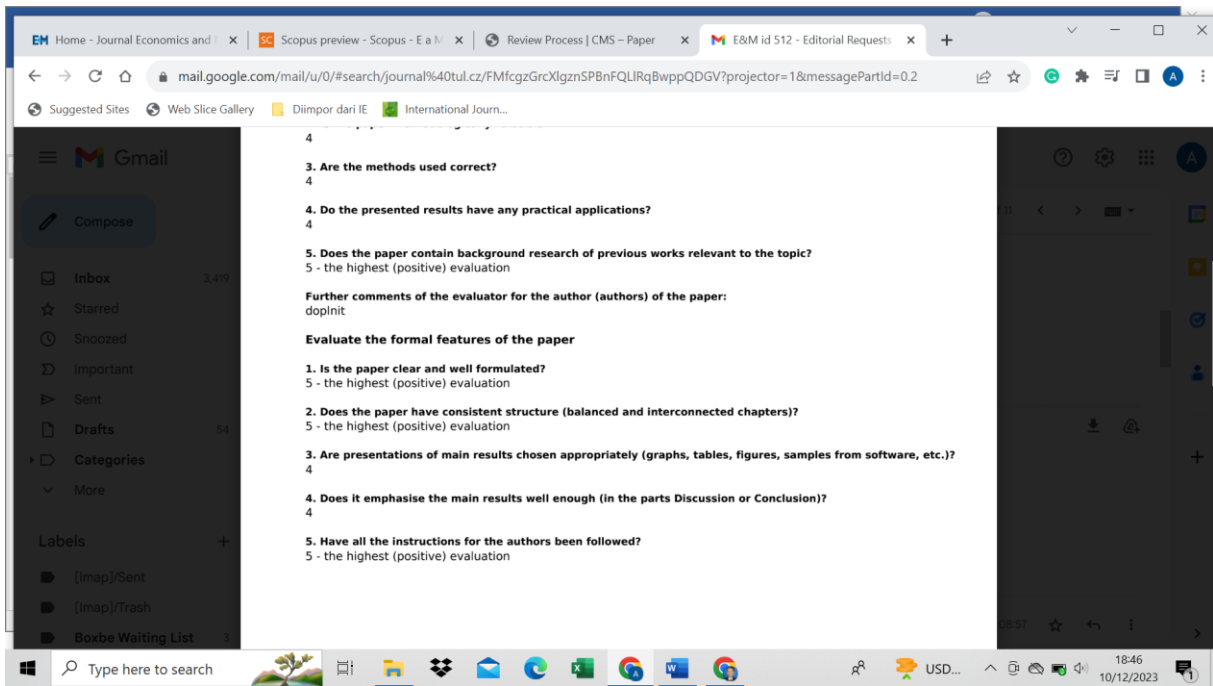 EM Home - Journal Economics and
SC Scopus preview - Scopus - E a M
Review Process | CMS – Paper
E&M id 512 - Editorial Requests
mail.google.com/mail/u/0/#search/journal%40tul.cz/FMfcgzGrcXlgznSPBnFQLlRqBwppQDGV?projector=1&messagePartId=0.2
A
Suggested Sites
Web Slice Gallery
Diimpor dari IE
International Journ...
Gmail
A
Compose
Inbox 3,419
Starred
Snoozed
Important
Sent
Drafts 54
Categories
More
Labels
[Imap]/Sent
[Imap]/Trash
Boxbe Waiting List 3
4
3. Are the methods used correct?
4
4. Do the presented results have any practical applications?
4
5. Does the paper contain background research of previous works relevant to the topic?
5 - the highest (positive) evaluation
Further comments of the evaluator for the author (authors) of the paper:
doplnit
Evaluate the formal features of the paper
1. Is the paper clear and well formulated?
5 - the highest (positive) evaluation
2. Does the paper have consistent structure (balanced and interconnected chapters)?
5 - the highest (positive) evaluation
3. Are presentations of main results chosen appropriately (graphs, tables, figures, samples from software, etc.)?
4
4. Does it emphasise the main results well enough (in the parts Discussion or Conclusion)?
4
5. Have all the instructions for the authors been followed?
5 - the highest (positive) evaluation
08:57
Type here to search
USD...
18:46
10/12/2023
1